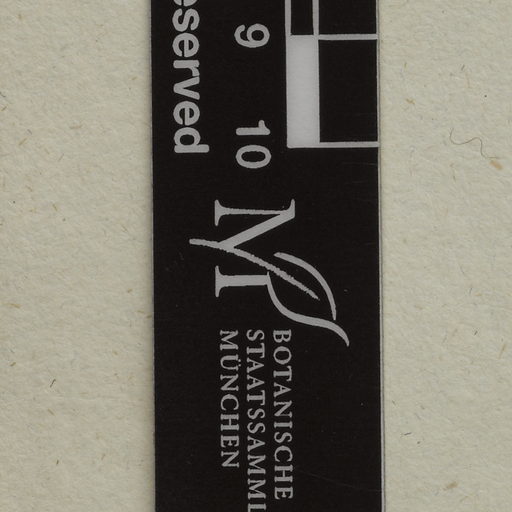 eserved
9 10
BOTANISCHE
STAATSSAMML
MÜNCHEN